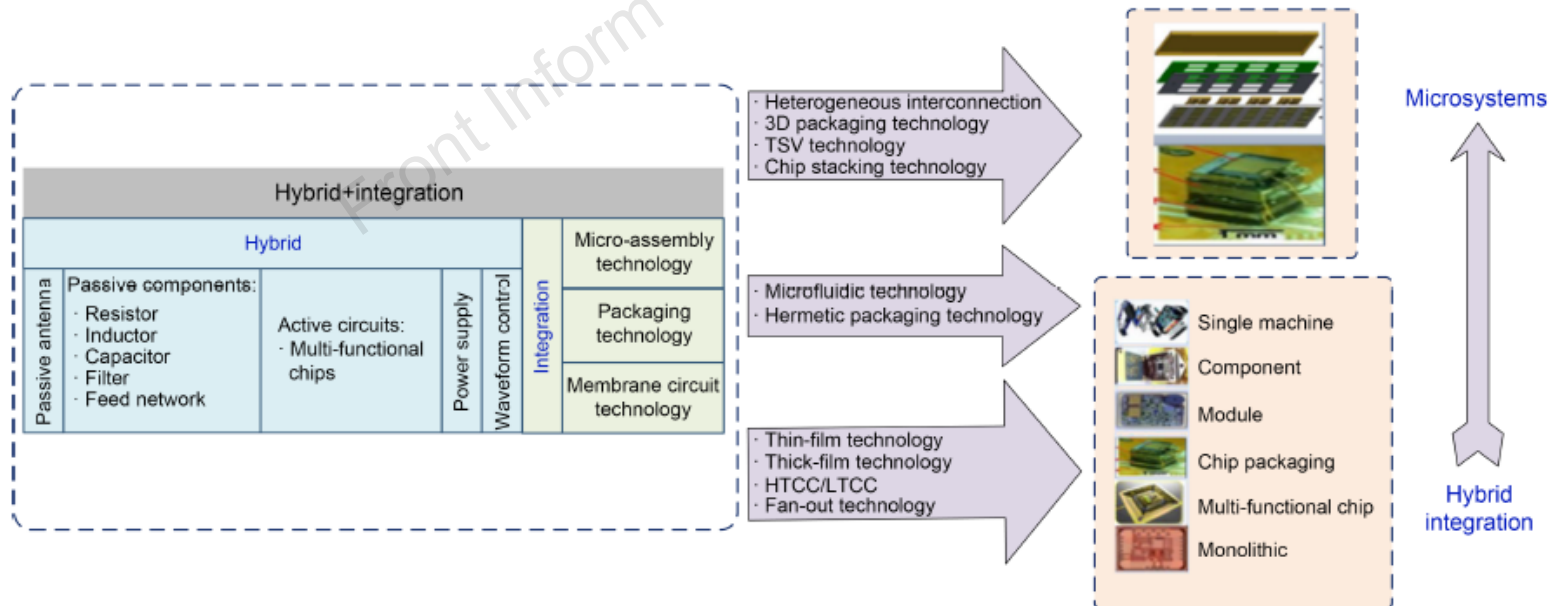 Front Inform
Hybrid+integration
Hybrid
Passive antenna
Passive components:
· Resistor
· Inductor
· Capacitor
· Filter
· Feed network
Active circuits:
· Multi-functional
chips
Power supply
Waveform control
Integration
Micro-assembly
technology
Packaging
technology
Membrane circuit
technology
· Heterogeneous interconnection
· 3D packaging technology
· TSV technology
· Chip stacking technology
· Microfluidic technology
· Hermetic packaging technology
· Thin-film technology
· Thick-film technology
· HTCC/LTCC
· Fan-out technology
1 mm
Single machine
Component
Module
Chip packaging
Multi-functional chip
Monolithic
Microsystems
Hybrid
integration